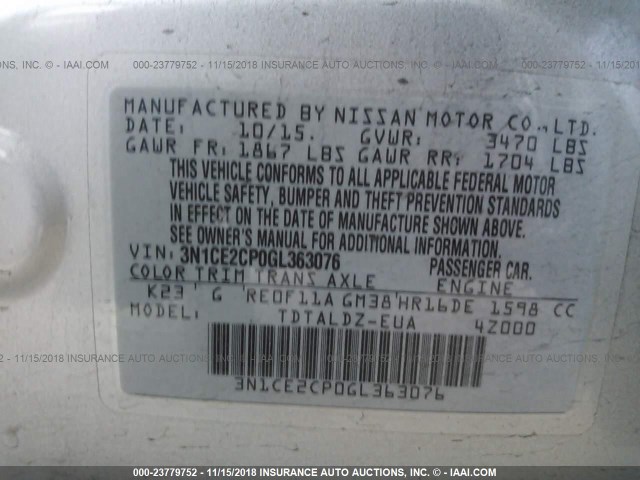 000-23779752 - 11/15/2018 INSURANCE AUTO AUCTIONS, INC. - IAAI.COM
MANUFACTURED BY NISSAN MOTOR CO., LTD.
DATE: 10/15. GVWR: 3470 LBS
GAWR FR: 1867 LBS GAWR RR: 1704 LBS
THIS VEHICLE CONFORMS TO ALL APPLICABLE FEDERAL MOTOR
VEHICLE SAFETY, BUMPER AND THEFT PREVENTION STANDARDS
IN EFFECT ON THE DATE OF MANUFACTURE SHOWN ABOVE.
SEE OWNER'S MANUAL FOR ADDITIONAL INFORMATION.
VIN: 3N1CE2CP0GL363076 PASSENGER CAR.
COLOR TRIM TRANS AXLE ENGINE
K23 G RE0F11A GM38 HR16DE 1598 CC
MODEL: TDTALDZ-EUA 4Z000
3N1CE2CP0GL363076
AUCTIONS, INC. - IAAI.COM
000-23779752 - 11/15/2018 INSURANCE AUTO AUCTIONS, INC. - IAAI.COM
000-23779752 - 11/15/2018 INSURANCE AUTO AUCTIONS, INC. - IAAI.COM